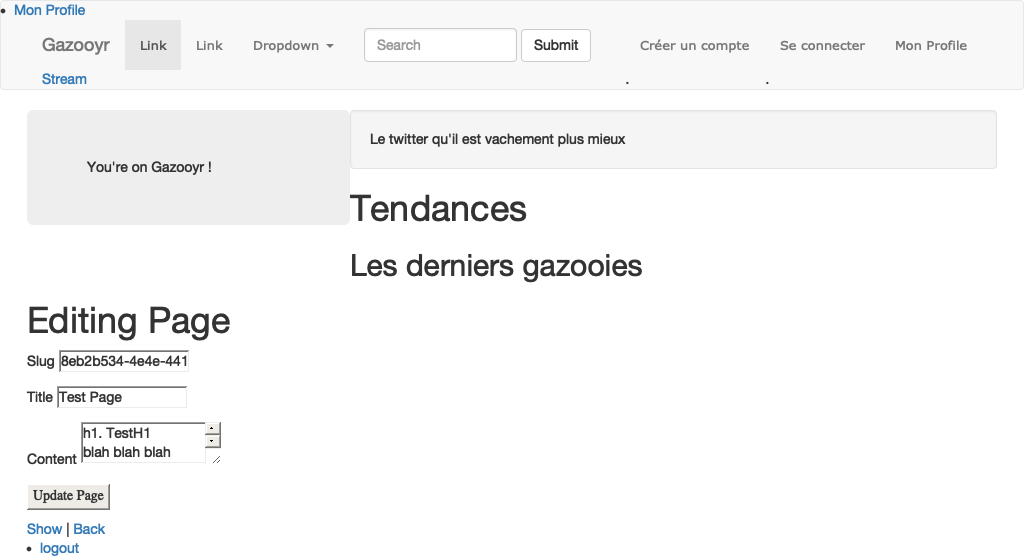 Mon Profile
Gazooyr Link Link Dropdown Search Submit Créer un compte Se connecter Mon Profile
Stream
You're on Gazooyr !
Le twitter qu'il est vachement plus mieux
Tendances
Les derniers gazooies
Editing Page
Slug 8eb2b534-4e4e-441
Title Test Page
Content h1. TestH1
blah blah blah
Update Page
Show | Back
logout